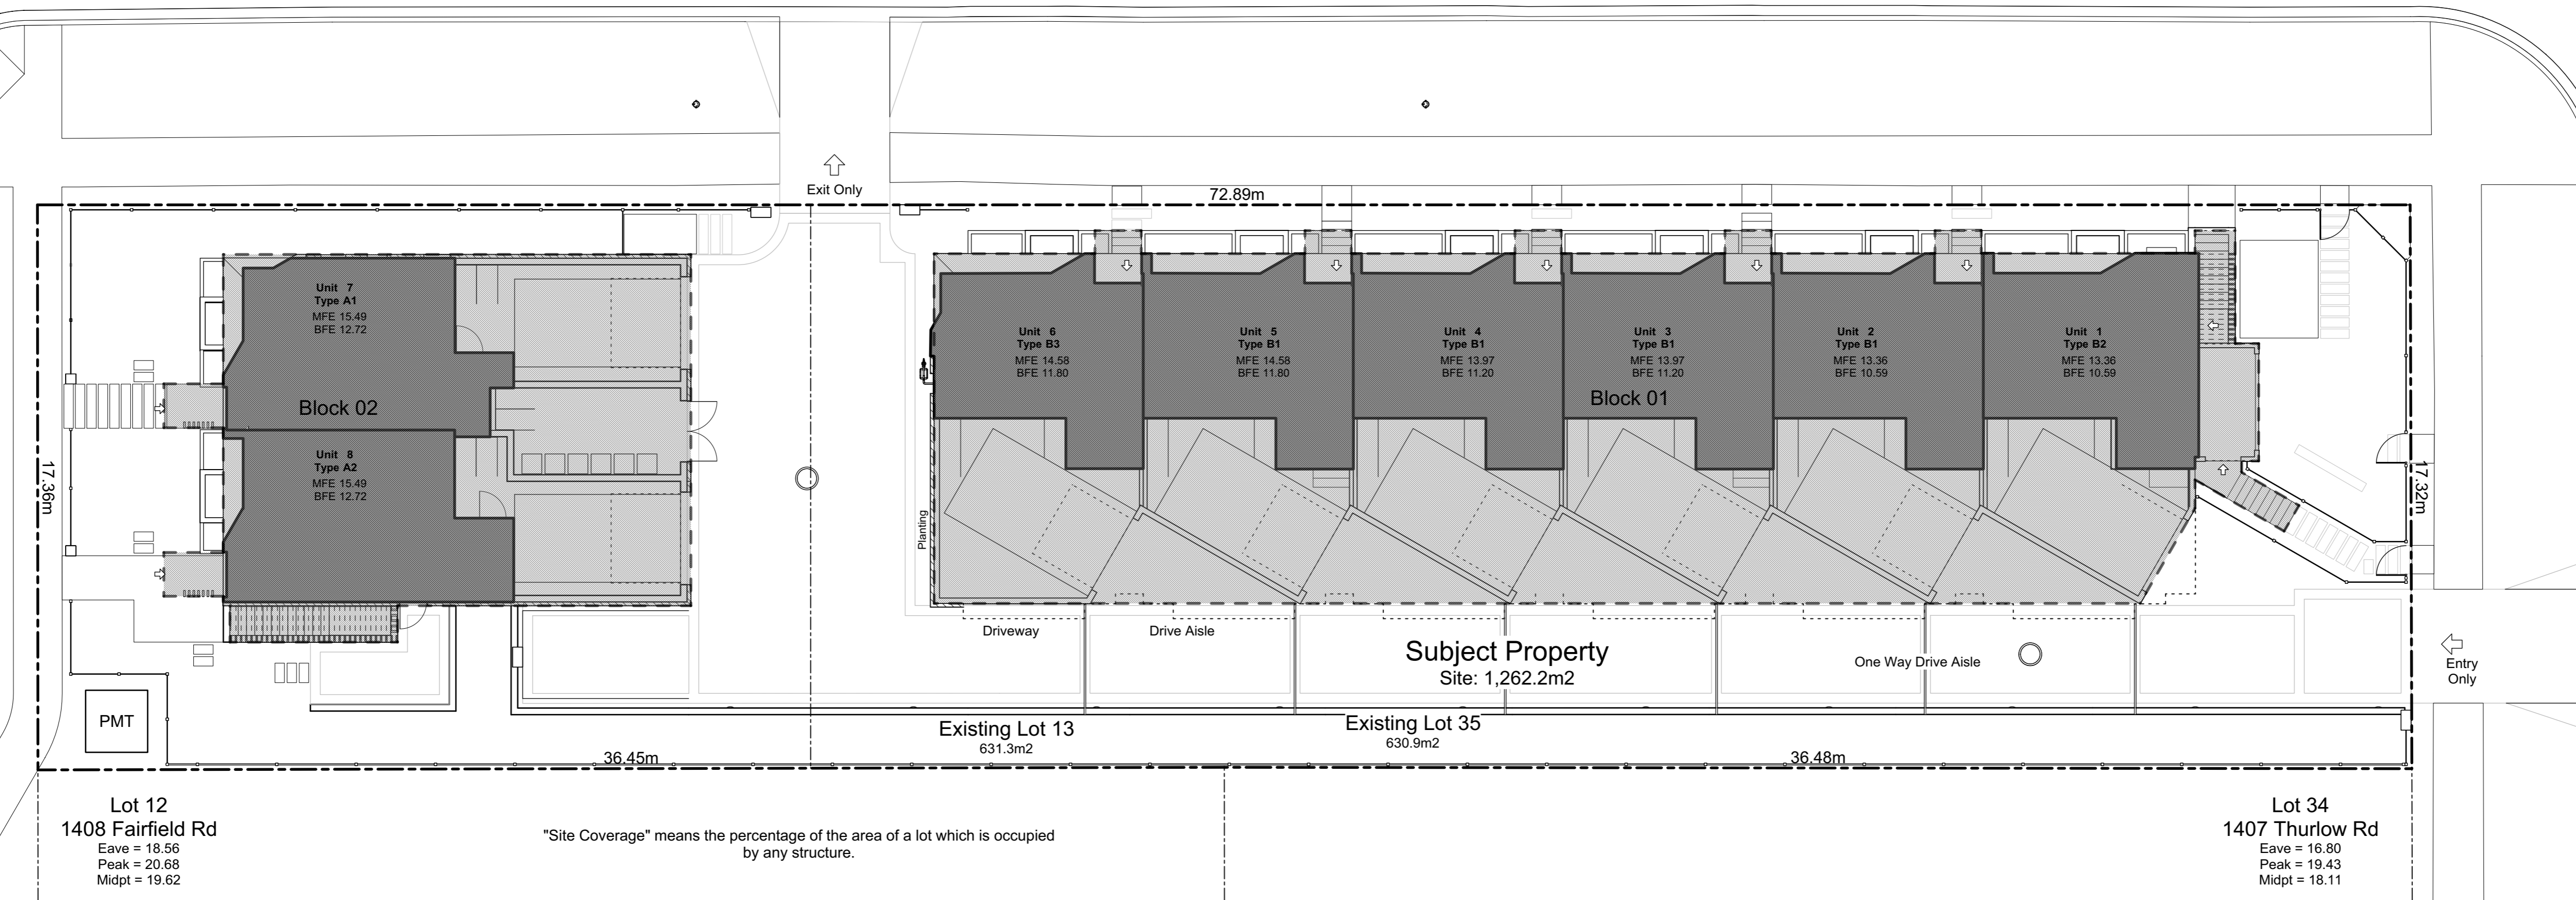 Exit Only
72.89m
Unit 7
Type A1
MFE 15.49
BFE 12.72
Block 02
Unit 8
Type A2
MFE 15.49
BFE 12.72
17.36m
Unit 6
Type B3
MFE 14.58
BFE 11.80
Unit 5
Type B1
MFE 14.58
BFE 11.80
Unit 4
Type B1
MFE 13.97
BFE 11.20
Unit 3
Type B1
MFE 13.97
BFE 11.20
Unit 2
Type B1
MFE 13.36
BFE 10.59
Unit 1
Type B2
MFE 13.36
BFE 10.59
Block 01
17.32m
Planting
Driveway
Drive Aisle
Subject Property
Site: 1,262.2m2
One Way Drive Aisle
Entry
Only
PMT
Existing Lot 13
631.3m2
Existing Lot 35
630.9m2
36.45m
36.48m
Lot 12
1408 Fairfield Rd
Eave = 18.56
Peak = 20.68
Midpt = 19.62
"Site Coverage" means the percentage of the area of a lot which is occupied
by any structure.
Lot 34
1407 Thurlow Rd
Eave = 16.80
Peak = 19.43
Midpt = 18.11